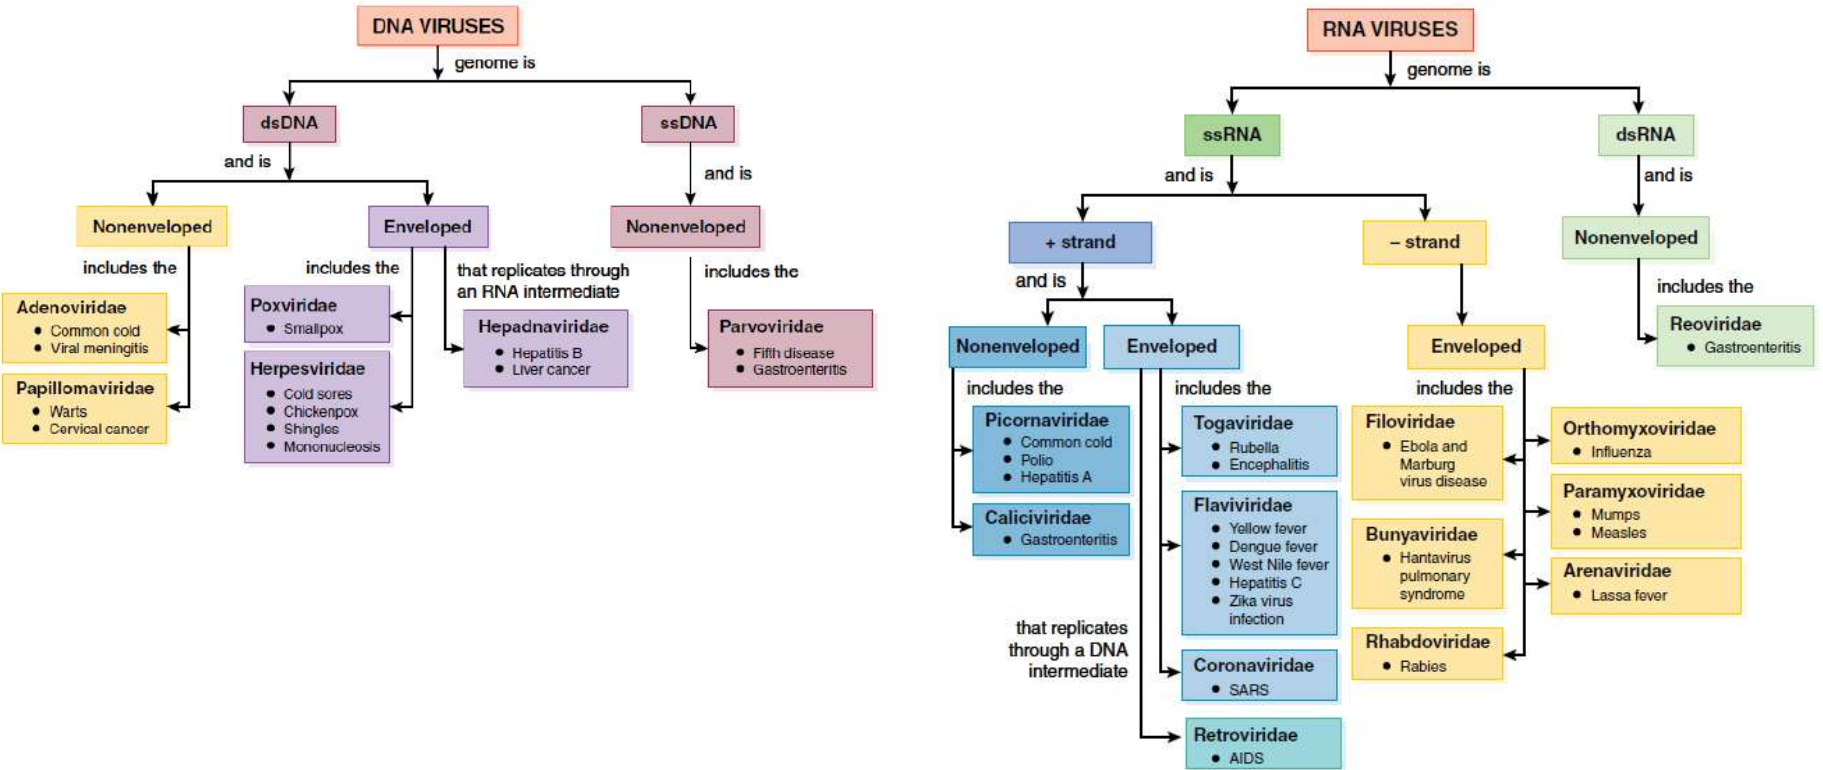 DNA VIRUSES
genome is
dsDNA
ssDNA
and is
and is
Nonenveloped
Enveloped
Nonenveloped
includes the
includes the
that replicates through
an RNA intermediate
includes the
Adenoviridae
• Common cold
• Viral meningitis
Papillomaviridae
• Warts
• Cervical cancer
Poxviridae
• Smallpox
Herpesviridae
• Cold sores
• Chickenpox
• Shingles
• Mononucleosis
Hepadnaviridae
• Hepatitis B
• Liver cancer
Parvoviridae
• Fifth disease
• Gastroenteritis
RNA VIRUSES
genome is
ssRNA
dsRNA
and is
and is
+ strand
– strand
Nonenveloped
and is
includes the
Reoviridae
• Gastroenteritis
Nonenveloped
Enveloped
Enveloped
includes the
includes the
includes the
Picornaviridae
• Common cold
• Polio
• Hepatitis A
Caliciviridae
• Gastroenteritis
Togaviridae
• Rubella
• Encephalitis
Flaviviridae
• Yellow fever
• Dengue fever
• West Nile fever
• Hepatitis C
• Zika virus
infection
Coronaviridae
• SARS
that replicates
through a DNA
intermediate
Retroviridae
• AIDS
Filoviridae
• Ebola and
Marburg
virus disease
Bunyaviridae
• Hantavirus
pulmonary
syndrome
Rhabdoviridae
• Rabies
Orthomyxoviridae
• Influenza
Paramyxoviridae
• Mumps
• Measles
Arenaviridae
• Lassa fever